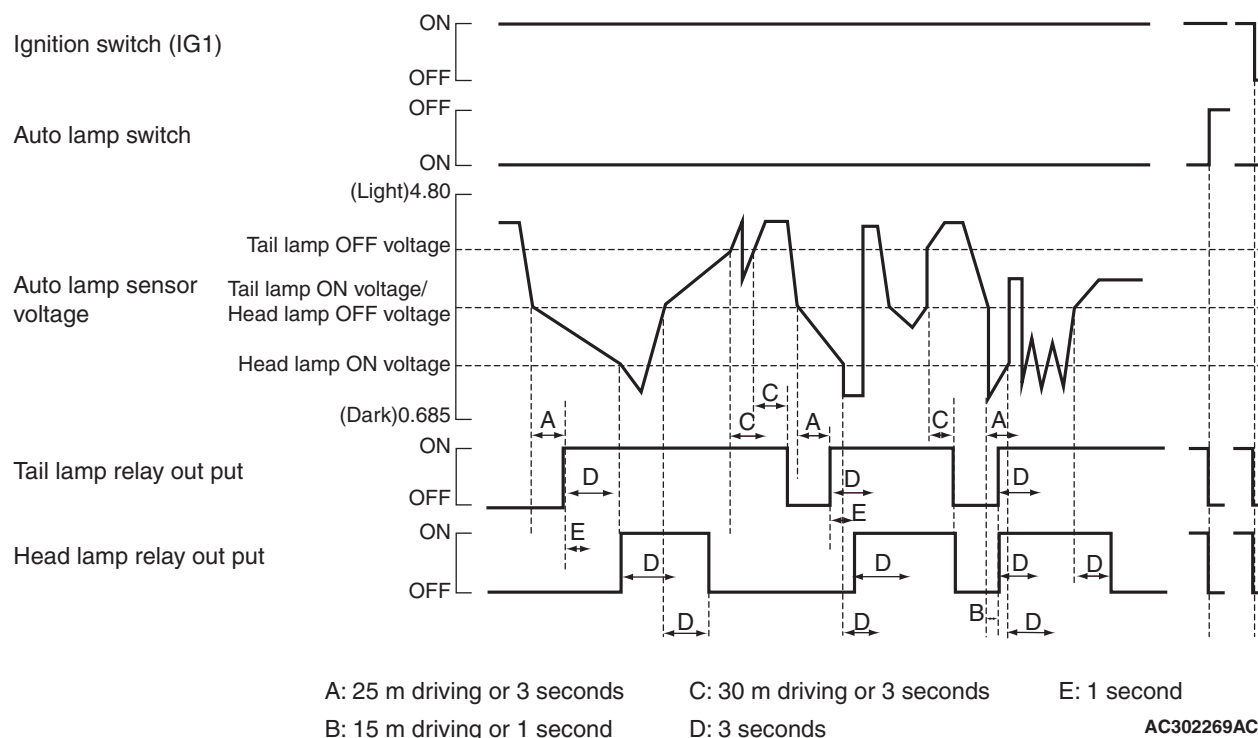 ON
Ignition switch (IG1)
OFF
OFF
Auto lamp switch
ON
(Light)4.80
Tail lamp OFF voltage
Auto lamp sensor
voltage
Tail lamp ON voltage/
Head lamp OFF voltage
Head lamp ON voltage
(Dark)0.685
A
C
C
A
C
A
ON
Tail lamp relay out put
D
D
D
OFF
E
E
ON
Head lamp relay out put
D
D
D
D
OFF
D
D
B
D
A: 25 m driving or 3 seconds
C: 30 m driving or 3 seconds
E: 1 second
B: 15 m driving or 1 second
D: 3 seconds
AC302269AC